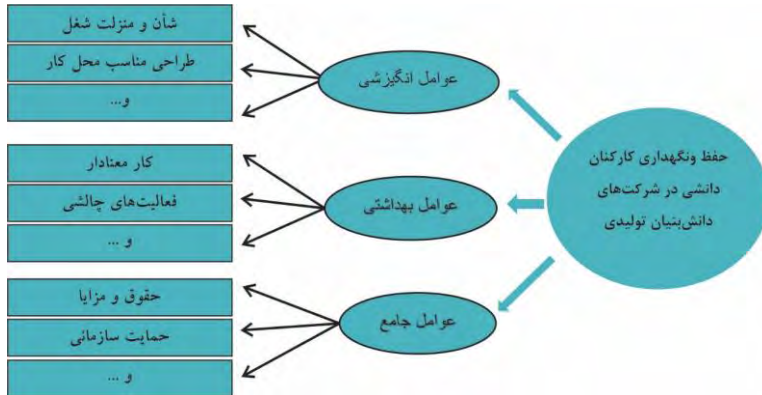 حفظ ونگهداری کارکنان
دانشی در شرکت‌های
دانش‌بنیان تولیدی
عوامل انگیزشی
شأن و منزلت شغل
طراحی مناسب محل کار
و...
عوامل بهداشتی
کار معنادار
فعالیت‌های چالشی
و ...
عوامل جامع
حقوق و مزایا
حمایت سازمانی
و ...